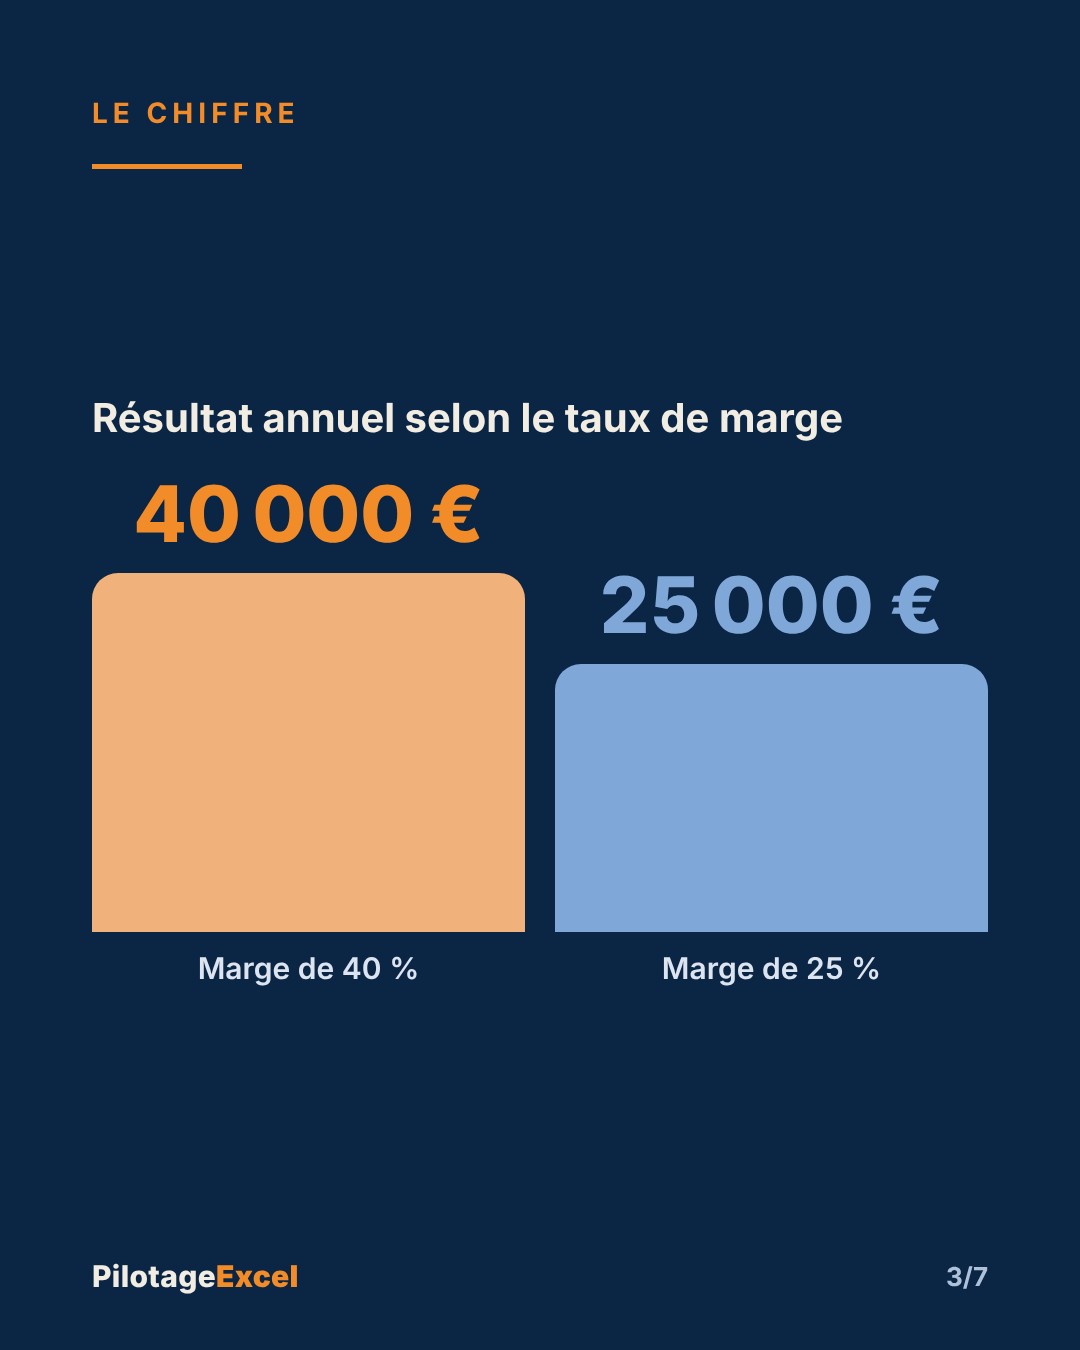 LE CHIFFRE
Résultat annuel selon le taux de marge
40 000 €
25 000 €
Marge de 40 %
Marge de 25 %
PilotageExcel
3/7